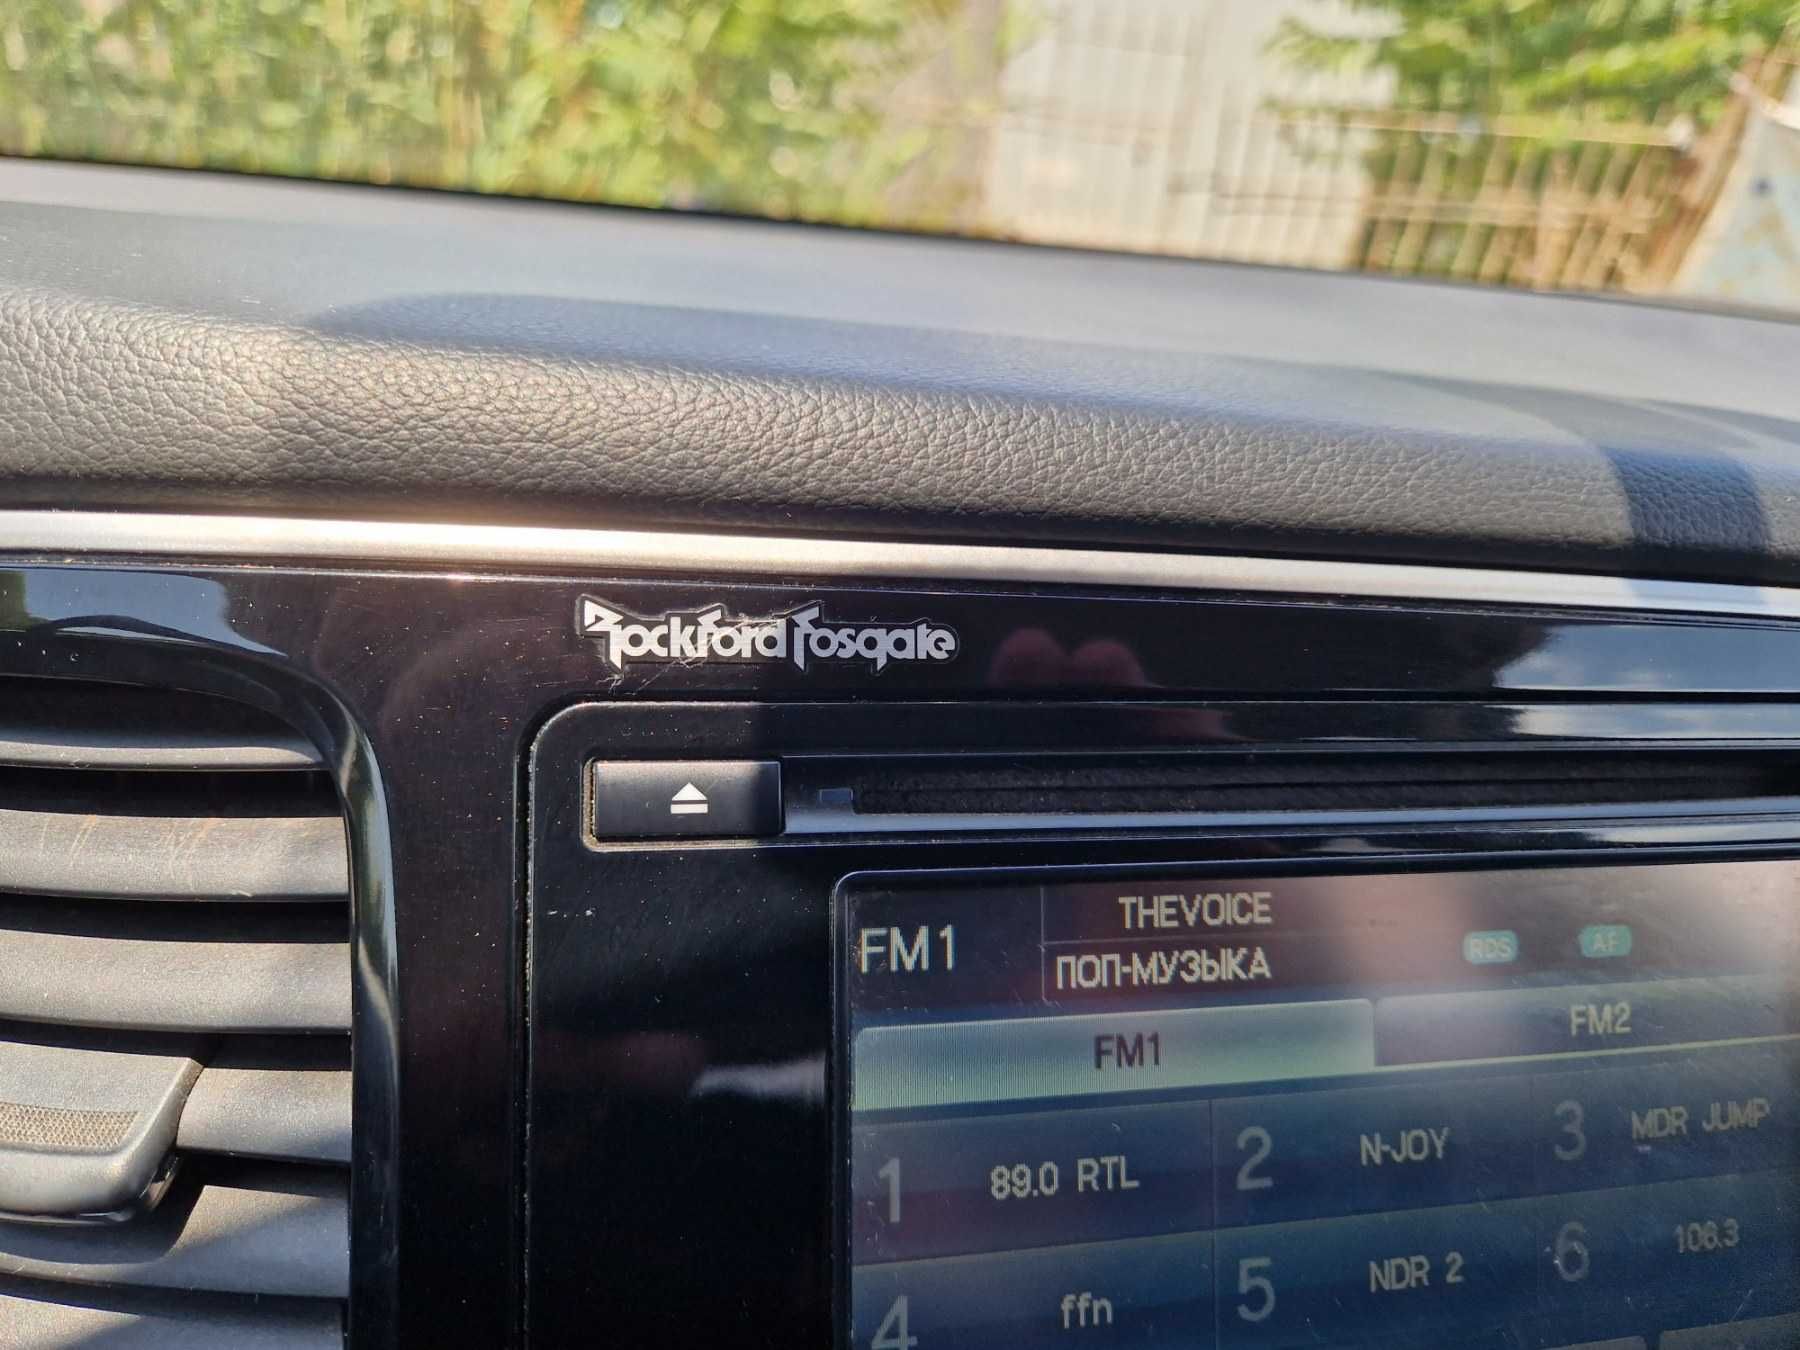 Rockford Fosgate
FM1
THEVOICE
ПОП-МУЗЫКА
RDS
AF
FM1
FM2
1 89.0 RTL
2 N-JOY
3 MDR JUMP
4 ffn
5 NDR 2
6 106.3